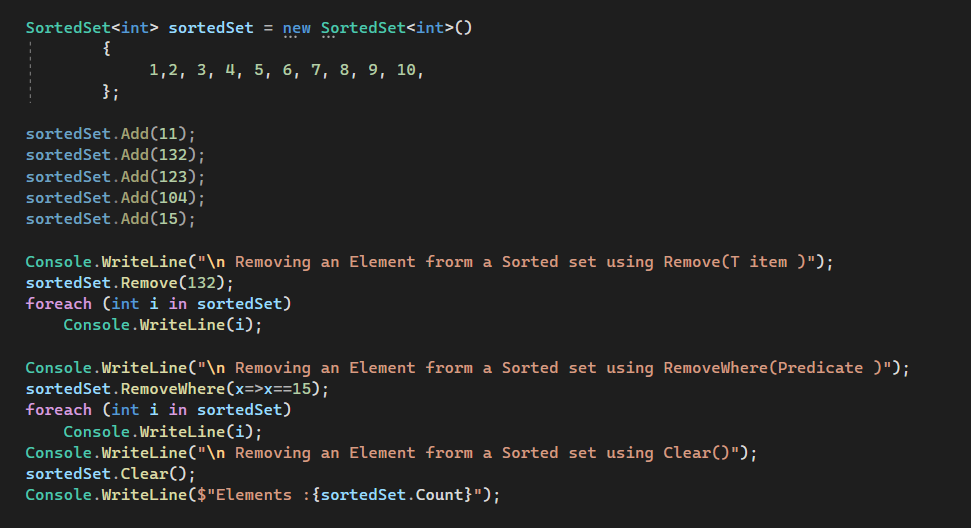 SortedSet<int> sortedSet = new SortedSet<int>()
{
1,2, 3, 4, 5, 6, 7, 8, 9, 10,
};
sortedSet.Add(11);
sortedSet.Add(132);
sortedSet.Add(123);
sortedSet.Add(104);
sortedSet.Add(15);
Console.WriteLine("\n Removing an Element frorm a Sorted set using Remove(T item )");
sortedSet.Remove(132);
foreach (int i in sortedSet)
Console.WriteLine(i);
Console.WriteLine("\n Removing an Element frorm a Sorted set using RemoveWhere(Predicate )");
sortedSet.RemoveWhere(x=>x==15);
foreach (int i in sortedSet)
Console.WriteLine(i);
Console.WriteLine("\n Removing an Element frorm a Sorted set using Clear()");
sortedSet.Clear();
Console.WriteLine($"Elements :{sortedSet.Count}");